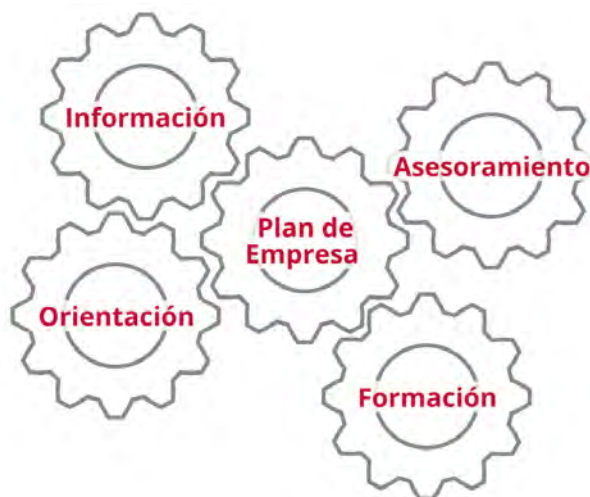 Información
Asesoramiento
Plan de
Empresa
Orientación
Formación